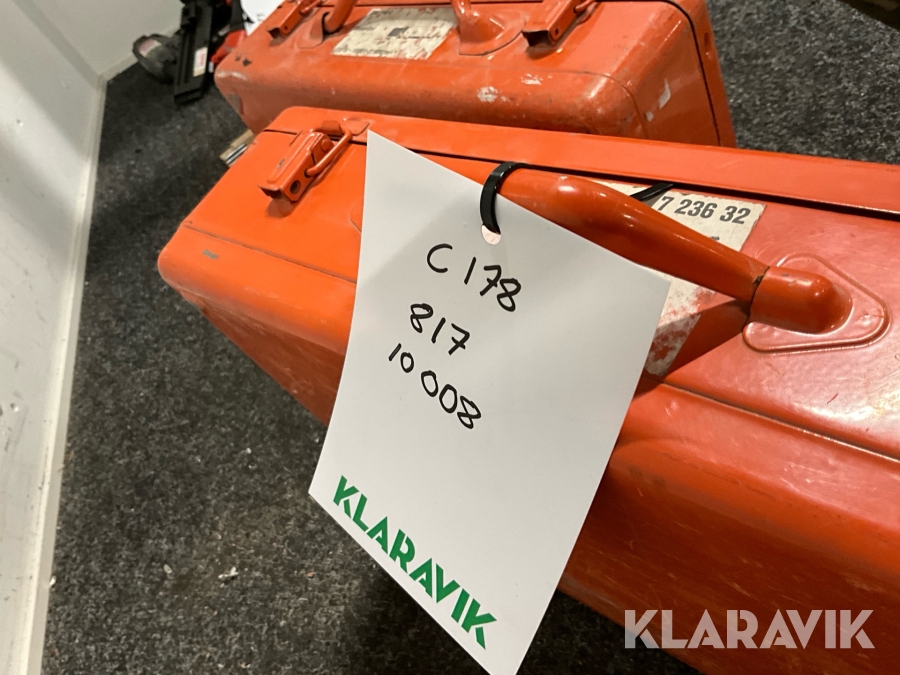 7 236 32
C 178
817
10 008
KLARAVIK
KLARAVIK